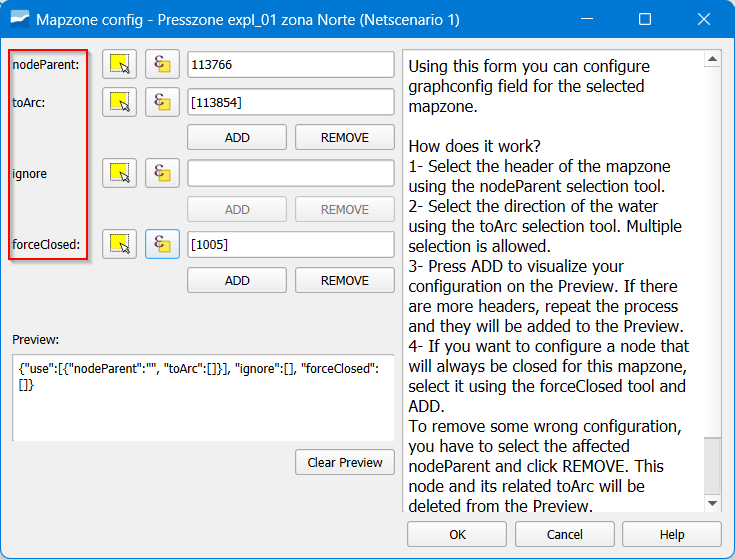 Mapzone config - Presszone expl_01 zona Norte (Netscenario 1)
nodeParent:
113766
toArc:
[113854]
ADD
REMOVE
ignore
ADD
REMOVE
forceClosed:
[1005]
ADD
REMOVE
Preview:
{"use":[{"nodeParent":"", "toArc":[]}], "ignore":[], "forceClosed":
[]}
Clear Preview
Using this form you can configure
graphconfig field for the selected
mapzone.
How does it work?
1- Select the header of the mapzone
using the nodeParent selection tool.
2- Select the direction of the water
using the toArc selection tool. Multiple
selection is allowed.
3- Press ADD to visualize your
configuration on the Preview. If there
are more headers, repeat the process
and they will be added to the Preview.
4- If you want to configure a node that
will always be closed for this mapzone,
select it using the forceClosed tool and
ADD.
To remove some wrong configuration,
you have to select the affected
nodeParent and click REMOVE. This
node and its related toArc will be
deleted from the Preview.
OK
Cancel
Help